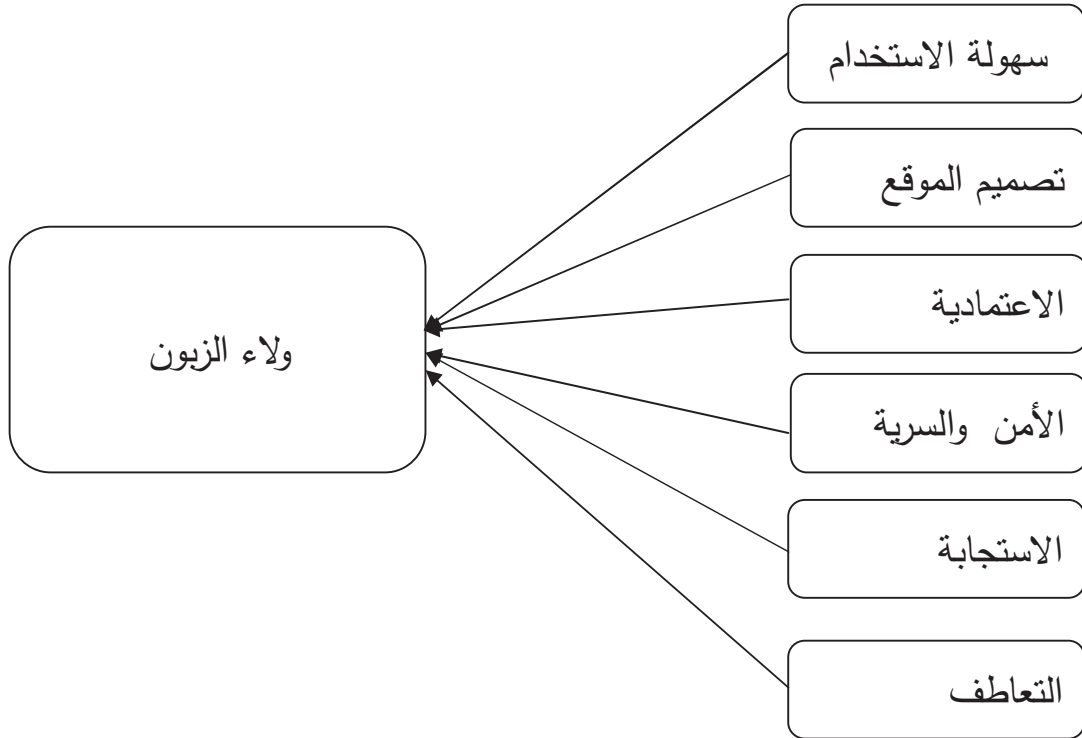 سهولة الاستخدام
تصميم الموقع
الاعتمادية
الأمن والسرية
الاستجابة
التعاطف
ولاء الزبون